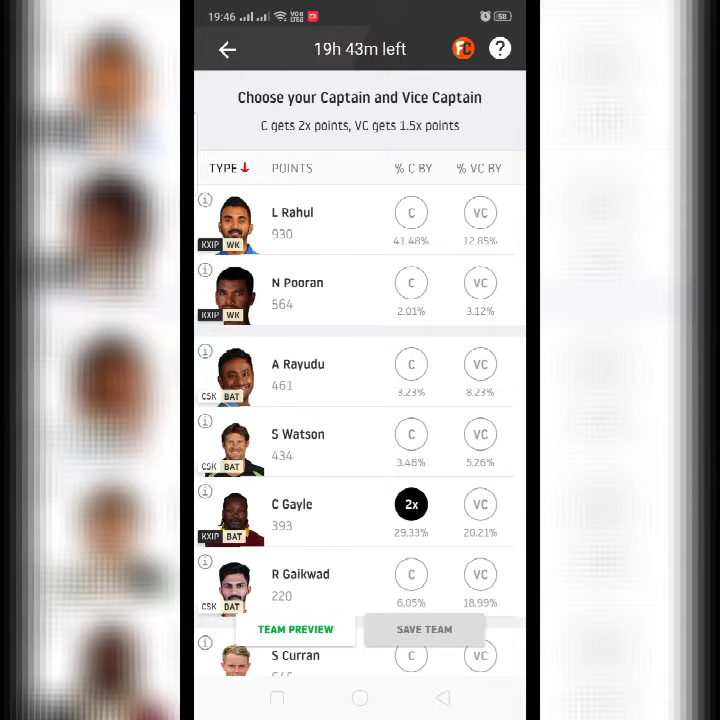 19:46 VO LTE 58
19h 43m left FC ?
Choose your Captain and Vice Captain
C gets 2x points, VC gets 1.5x points
TYPE POINTS % C BY % VC BY
i L Rahul C VC
930
KXIP WK 41.48% 12.85%
i N Pooran C VC
564
KXIP WK 2.01% 3.12%
i A Rayudu C VC
461
CSK BAT 3.23% 8.23%
i S Watson C VC
434
CSK BAT 3.46% 5.26%
i C Gayle 2x VC
393
KXIP BAT 29.33% 20.21%
i R Gaikwad C VC
220
CSK BAT 6.05% 18.99%
TEAM PREVIEW SAVE TEAM
i S Curran C VC